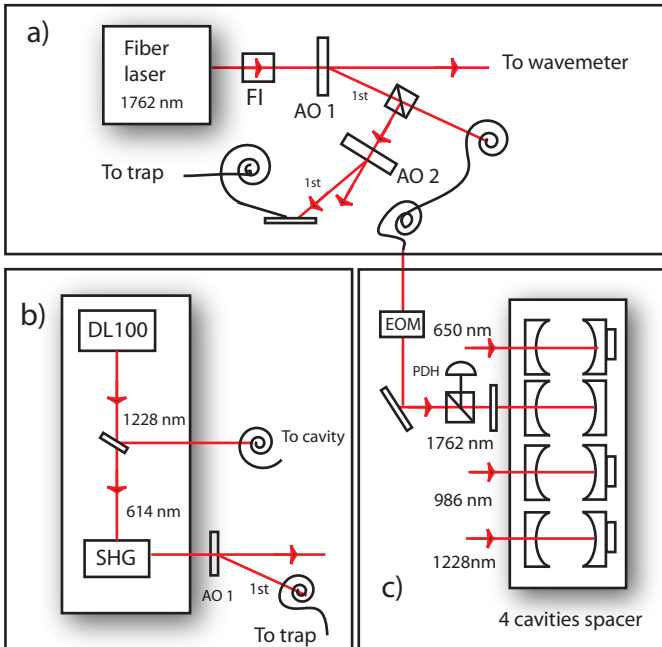 a)
Fiber
laser
1762 nm
FI
AO 1
1st
To wavemeter
To trap
1st
AO 2
b)
DL100
1228 nm
To cavity
614 nm
SHG
AO 1
1st
To trap
EOM
650 nm
PDH
1762 nm
986 nm
1228nm
c)
4 cavities spacer